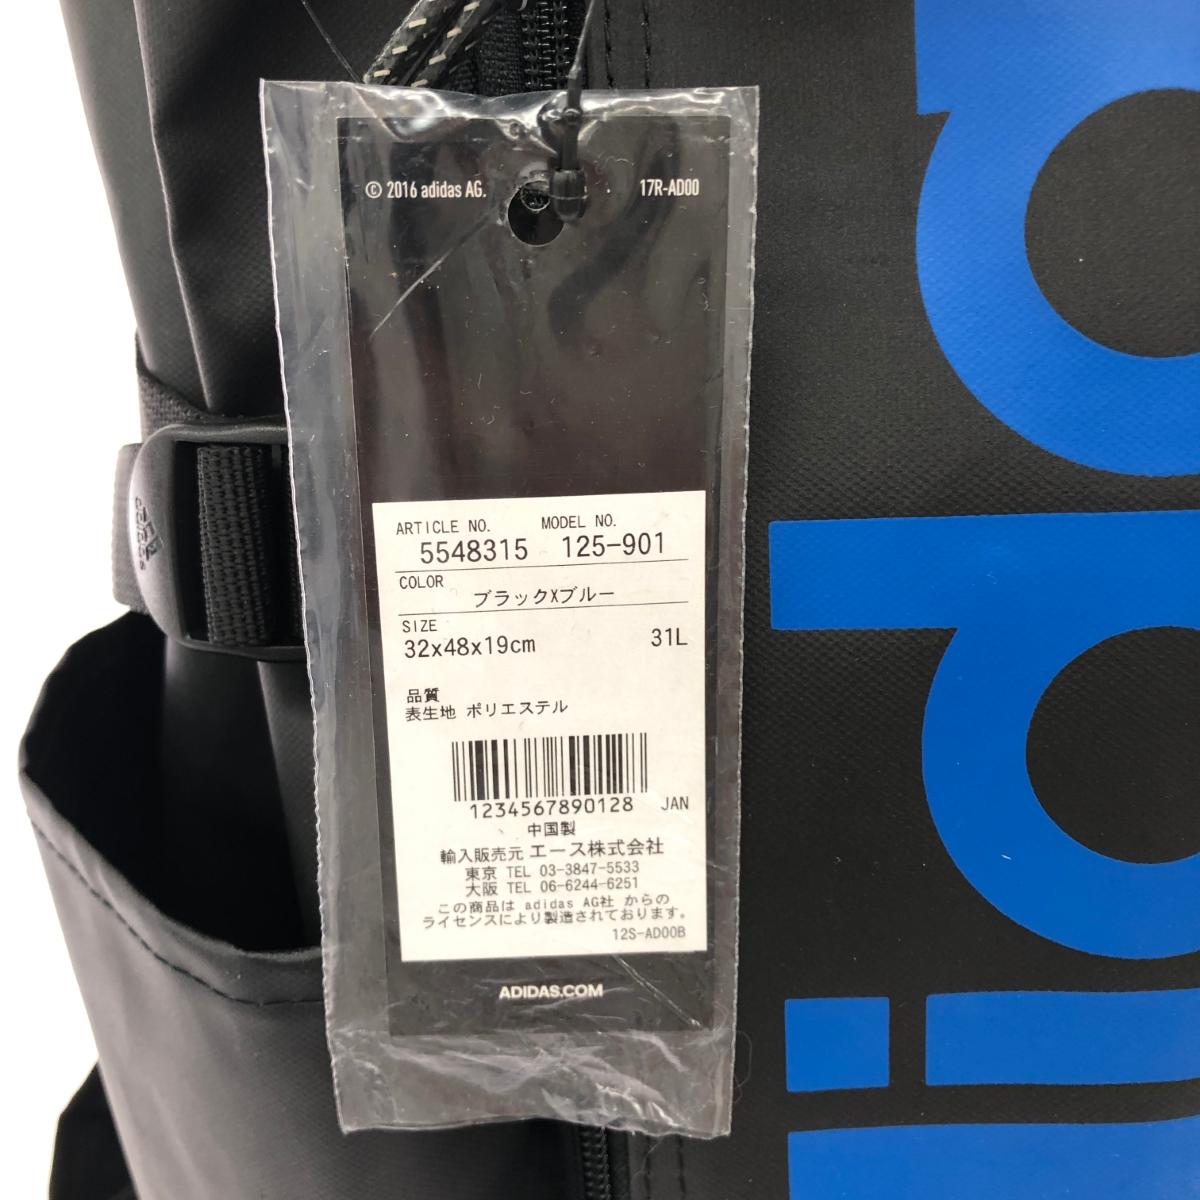 © 2016 adidas AG. 17R-AD00
ARTICLE NO. MODEL NO.
5548315 125-901
COLOR
ブラックXブルー
SIZE
32x48x19cm 31L
品質
表生地 ポリエステル
1234567890128 JAN
中国製
輸入販売元 エース株式会社
東京 TEL 03-3847-5533
大阪 TEL 06-6244-6251
この商品は adidas AG社 からの
ライセンスにより製造されております。
12S-AD00B
ADIDAS.COM
adidas